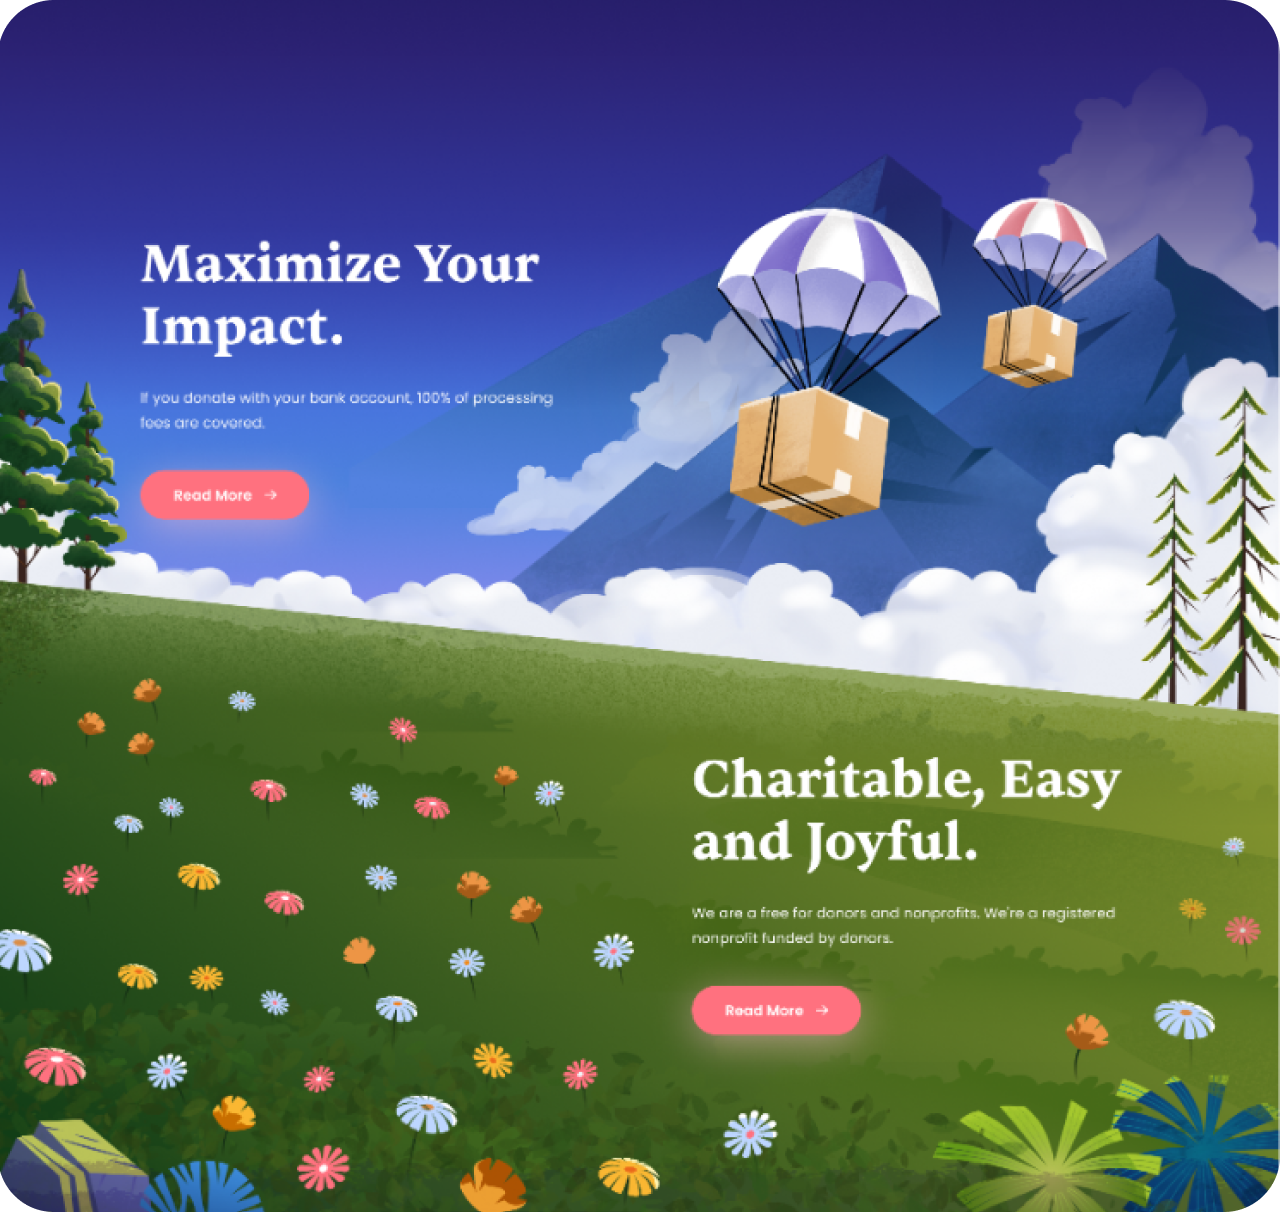 Maximize Your
Impact.
If you donate with your bank account, 100% of processing
fees are covered.
Read More →
Charitable, Easy
and Joyful.
We are a free for donors and nonprofits. We're a registered
nonprofit funded by donors.
Read More →